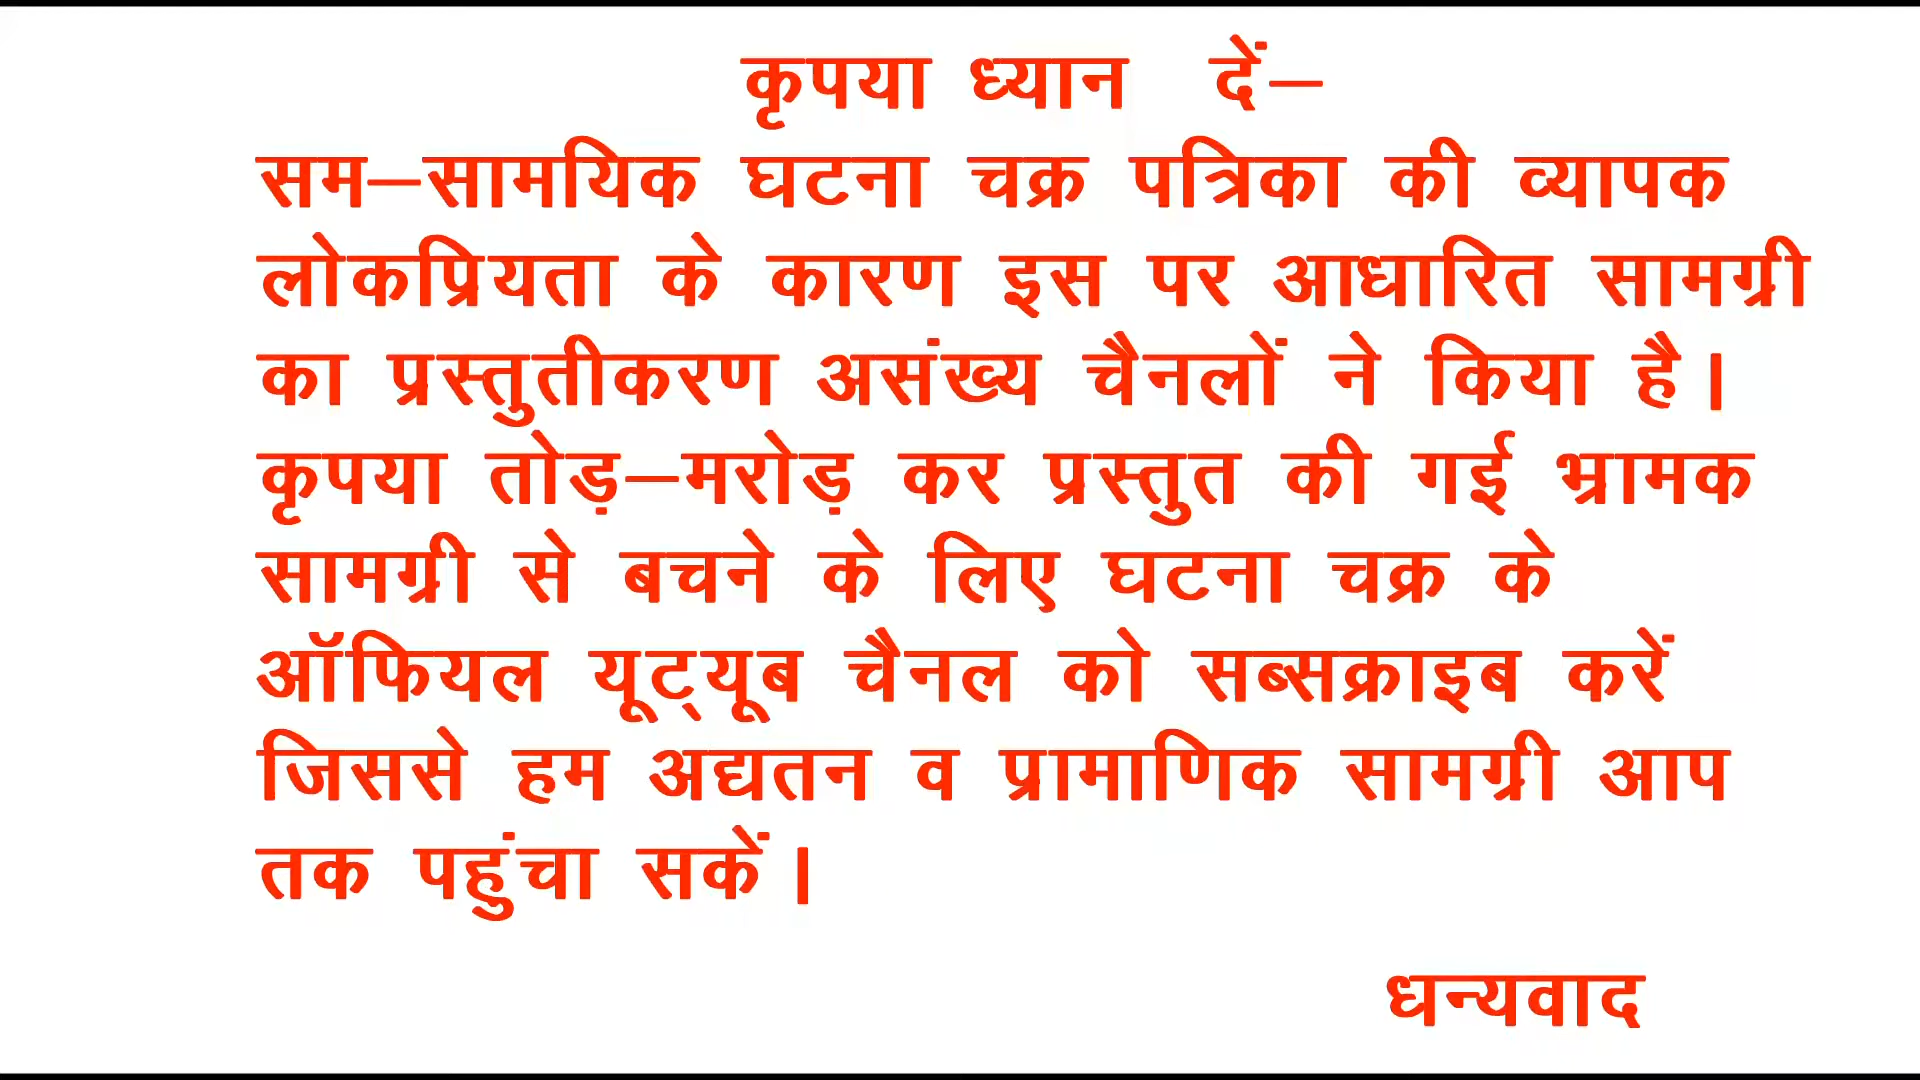 कृपया ध्यान दें–
सम–सामयिक घटना चक्र पत्रिका की व्यापक
लोकप्रियता के कारण इस पर आधारित सामग्री
का प्रस्तुतीकरण असंख्य चैनलों ने किया है।
कृपया तोड़–मरोड़ कर प्रस्तुत की गई भ्रामक
सामग्री से बचने के लिए घटना चक्र के
ऑफियल यूट्यूब चैनल को सब्सक्राइब करें
जिससे हम अद्यतन व प्रामाणिक सामग्री आप
तक पहुंचा सकें।
धन्यवाद